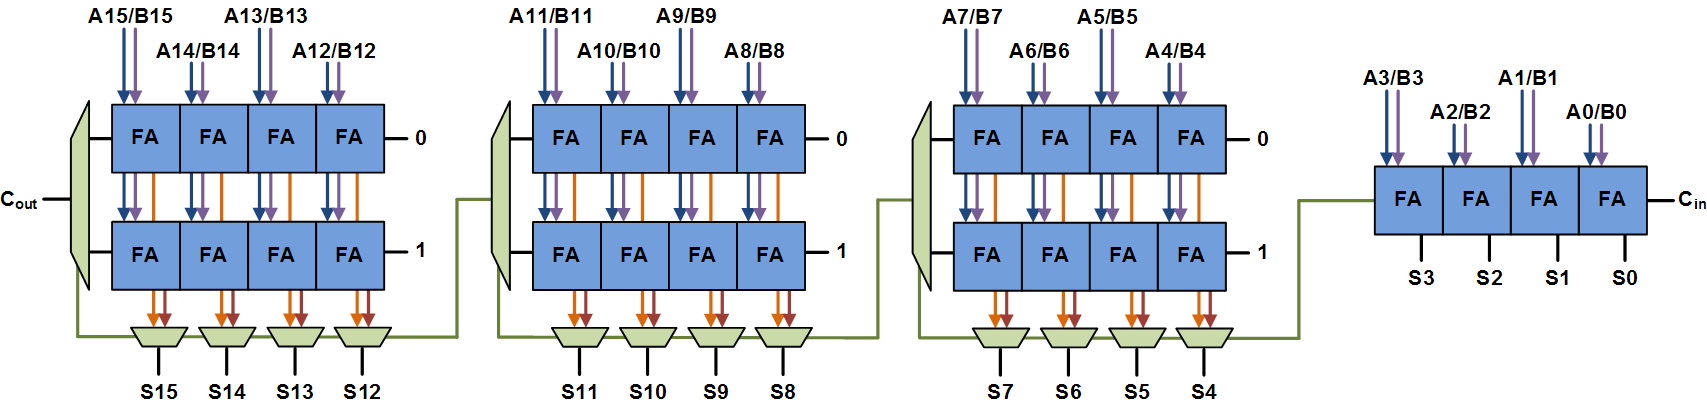 A15/B15 A13/B13 A11/B11 A9/B9 A7/B7 A5/B5
A14/B14 A12/B12 A10/B10 A8/B8 A6/B6 A4/B4
A3/B3 A1/B1
A2/B2 A0/B0
FA FA FA FA 0 FA FA FA FA 0 FA FA FA FA 0
Cout FA FA FA FA Cin
FA FA FA FA 1 FA FA FA FA 1 FA FA FA FA 1
S3 S2 S1 S0
S15 S14 S13 S12 S11 S10 S9 S8 S7 S6 S5 S4